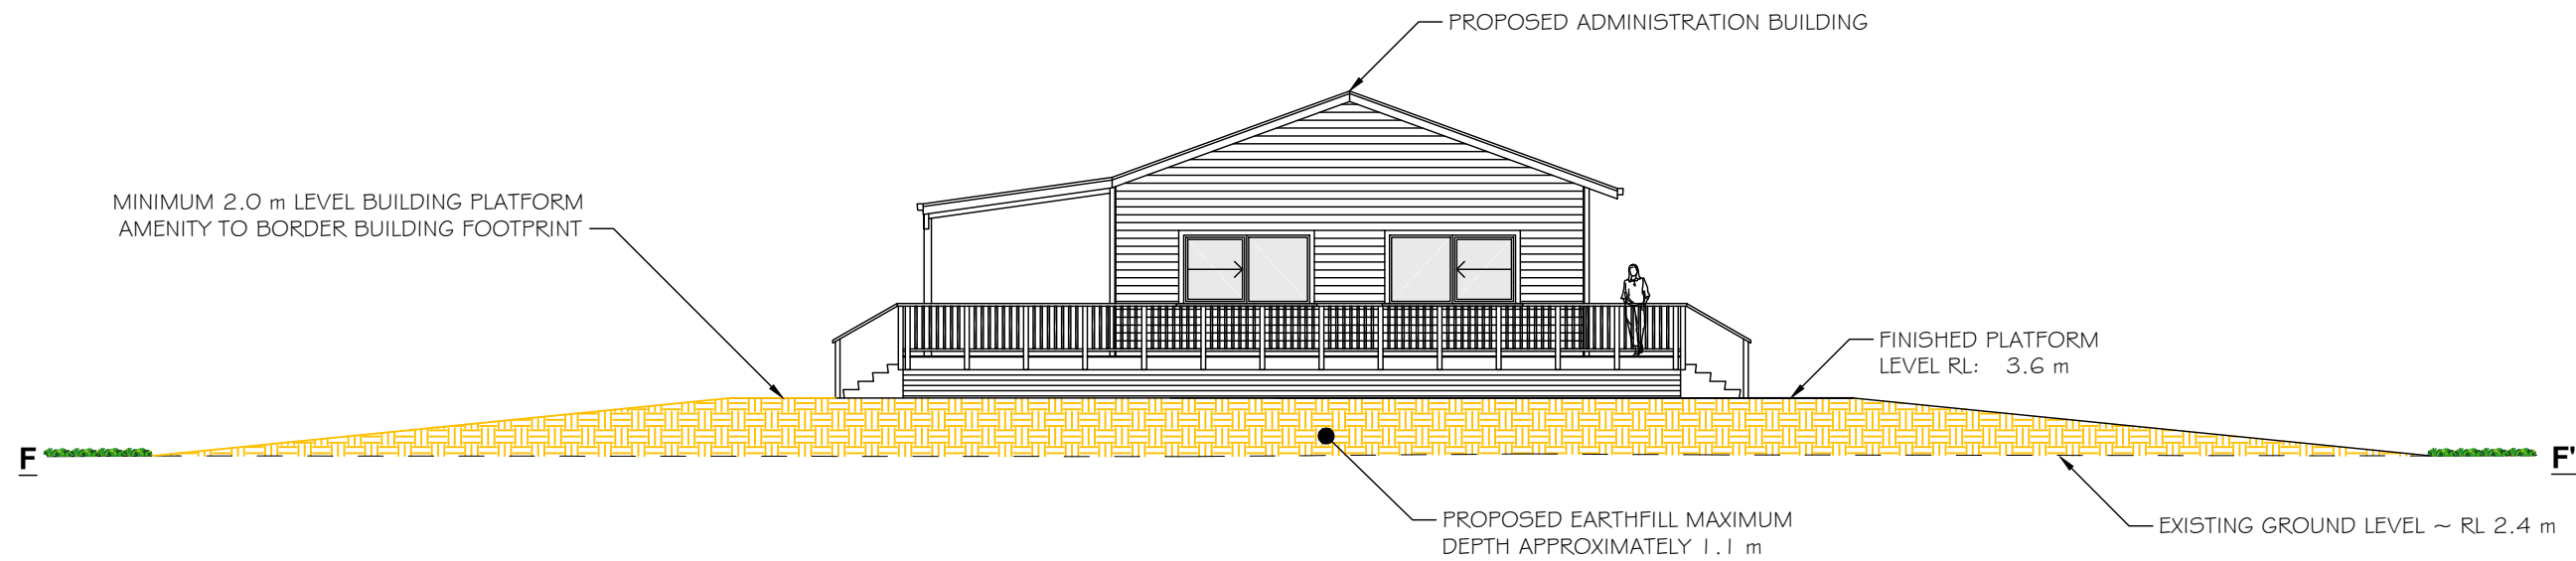 PROPOSED ADMINISTRATION BUILDING
MINIMUM 2.0 m LEVEL BUILDING PLATFORM
AMENITY TO BORDER BUILDING FOOTPRINT
FINISHED PLATFORM
LEVEL RL: 3.6 m
F
F'
PROPOSED EARTHFILL MAXIMUM
DEPTH APPROXIMATELY 1.1 m
EXISTING GROUND LEVEL ~ RL 2.4 m